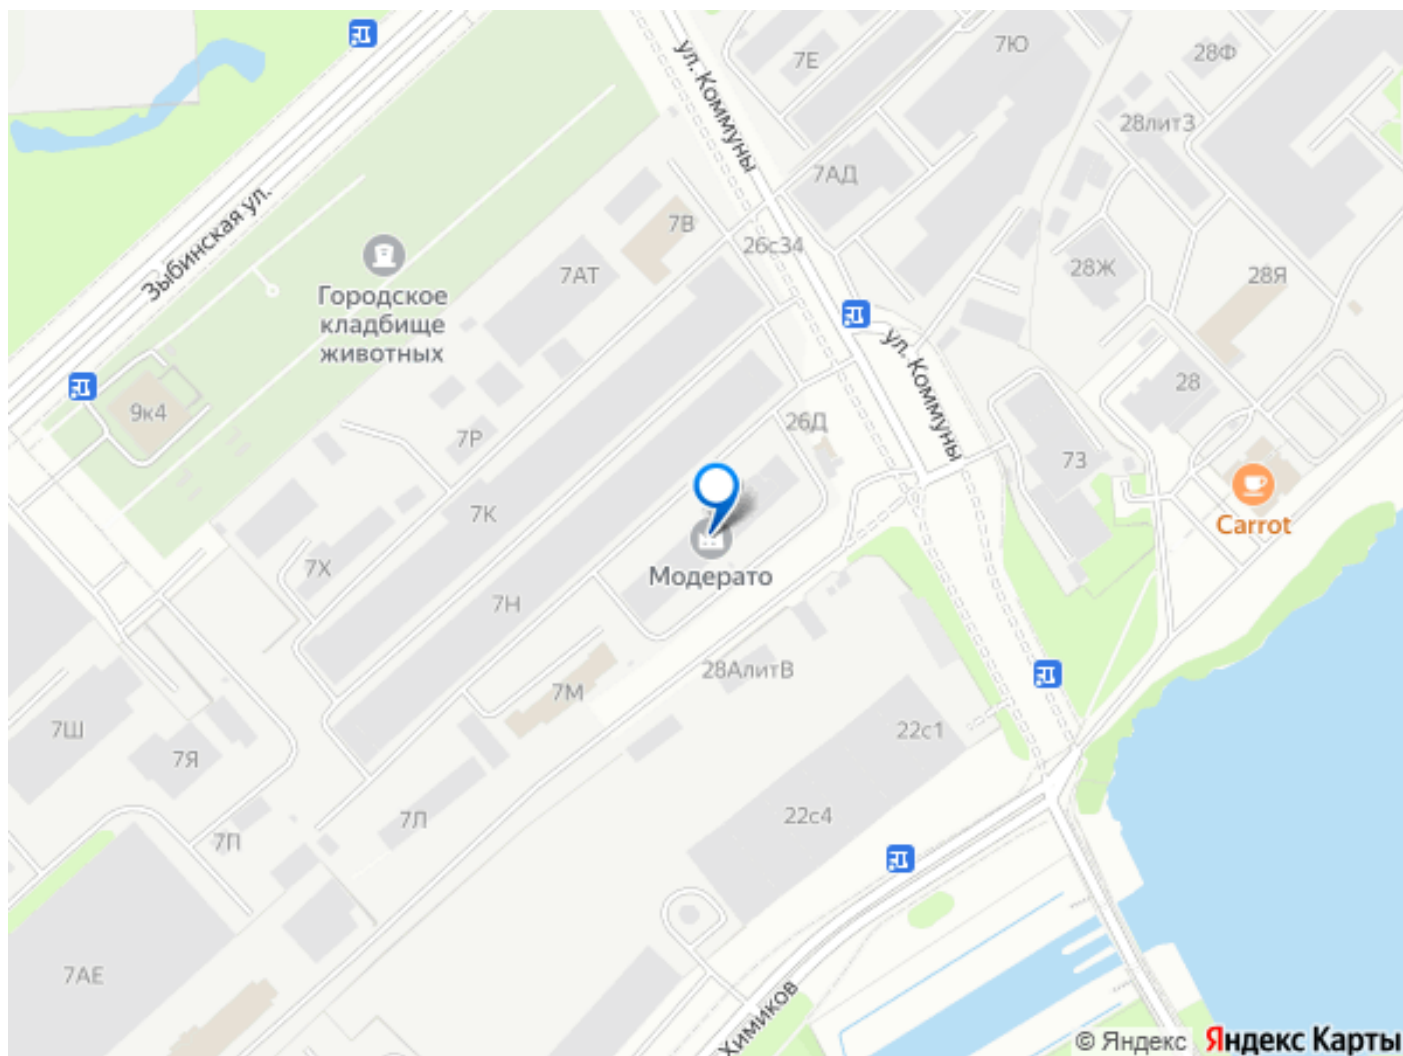 7Е
7Ю
28Ф
ул. Коммуны
28лит3
7АД
Зыбинская ул.
7В
26с34
7АТ
28Ж
28Я
Городское
кладбище
животных
ул. Коммуны
28
9к4
7Р
26Д
73
7К
Carrot
7Х
Модерато
7Н
28АлитВ
7М
7Ш
22с1
7Я
7Л
22с4
7П
7АЕ
Химиков
© Яндекс Яндекс Карты